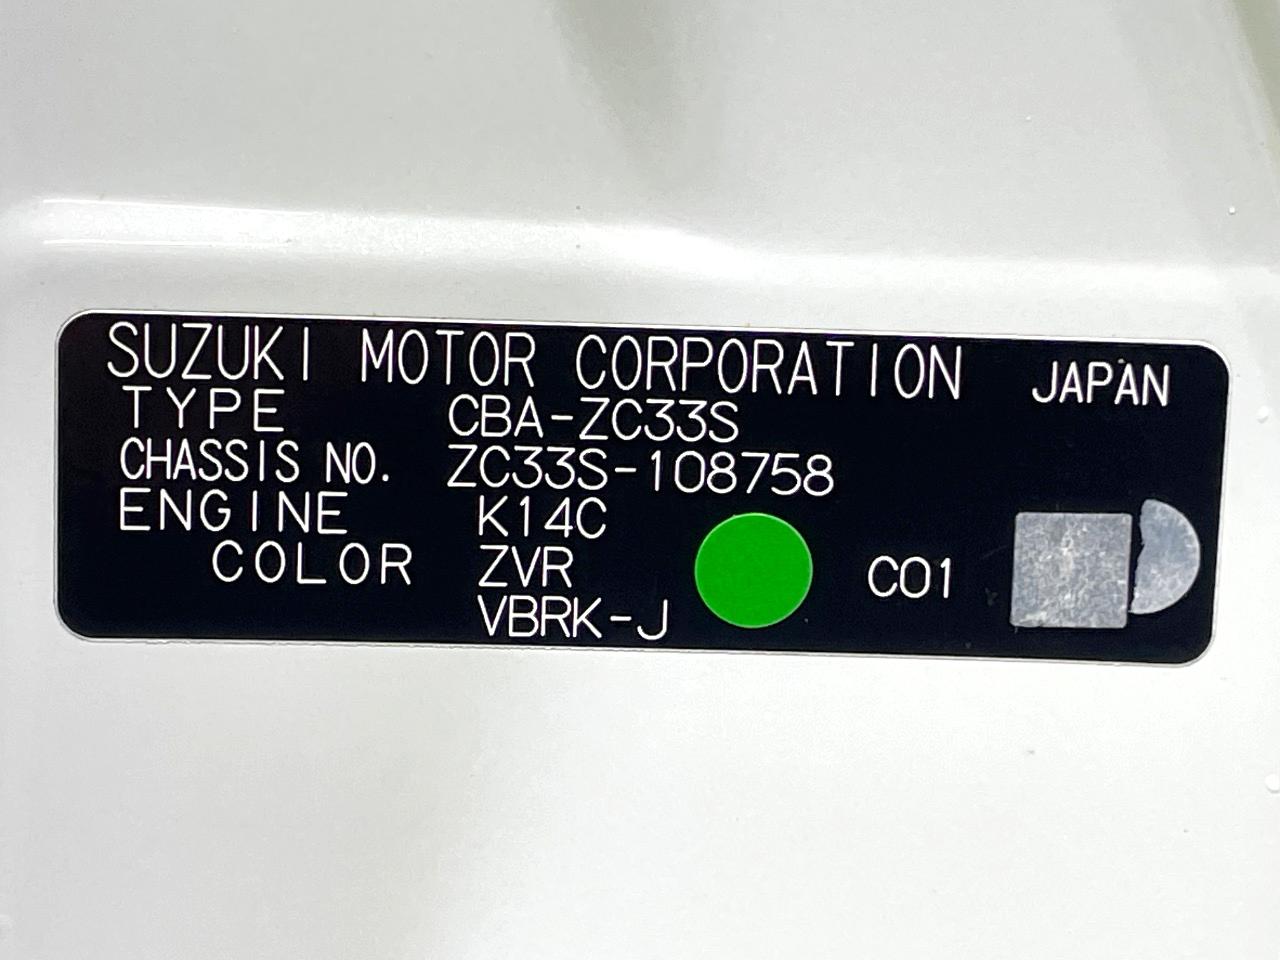 SUZUKI MOTOR CORPORATION JAPAN
TYPE CBA-ZC33S
CHASSIS NO. ZC33S-108758
ENGINE K14C
COLOR ZVR C01
VBRK-J